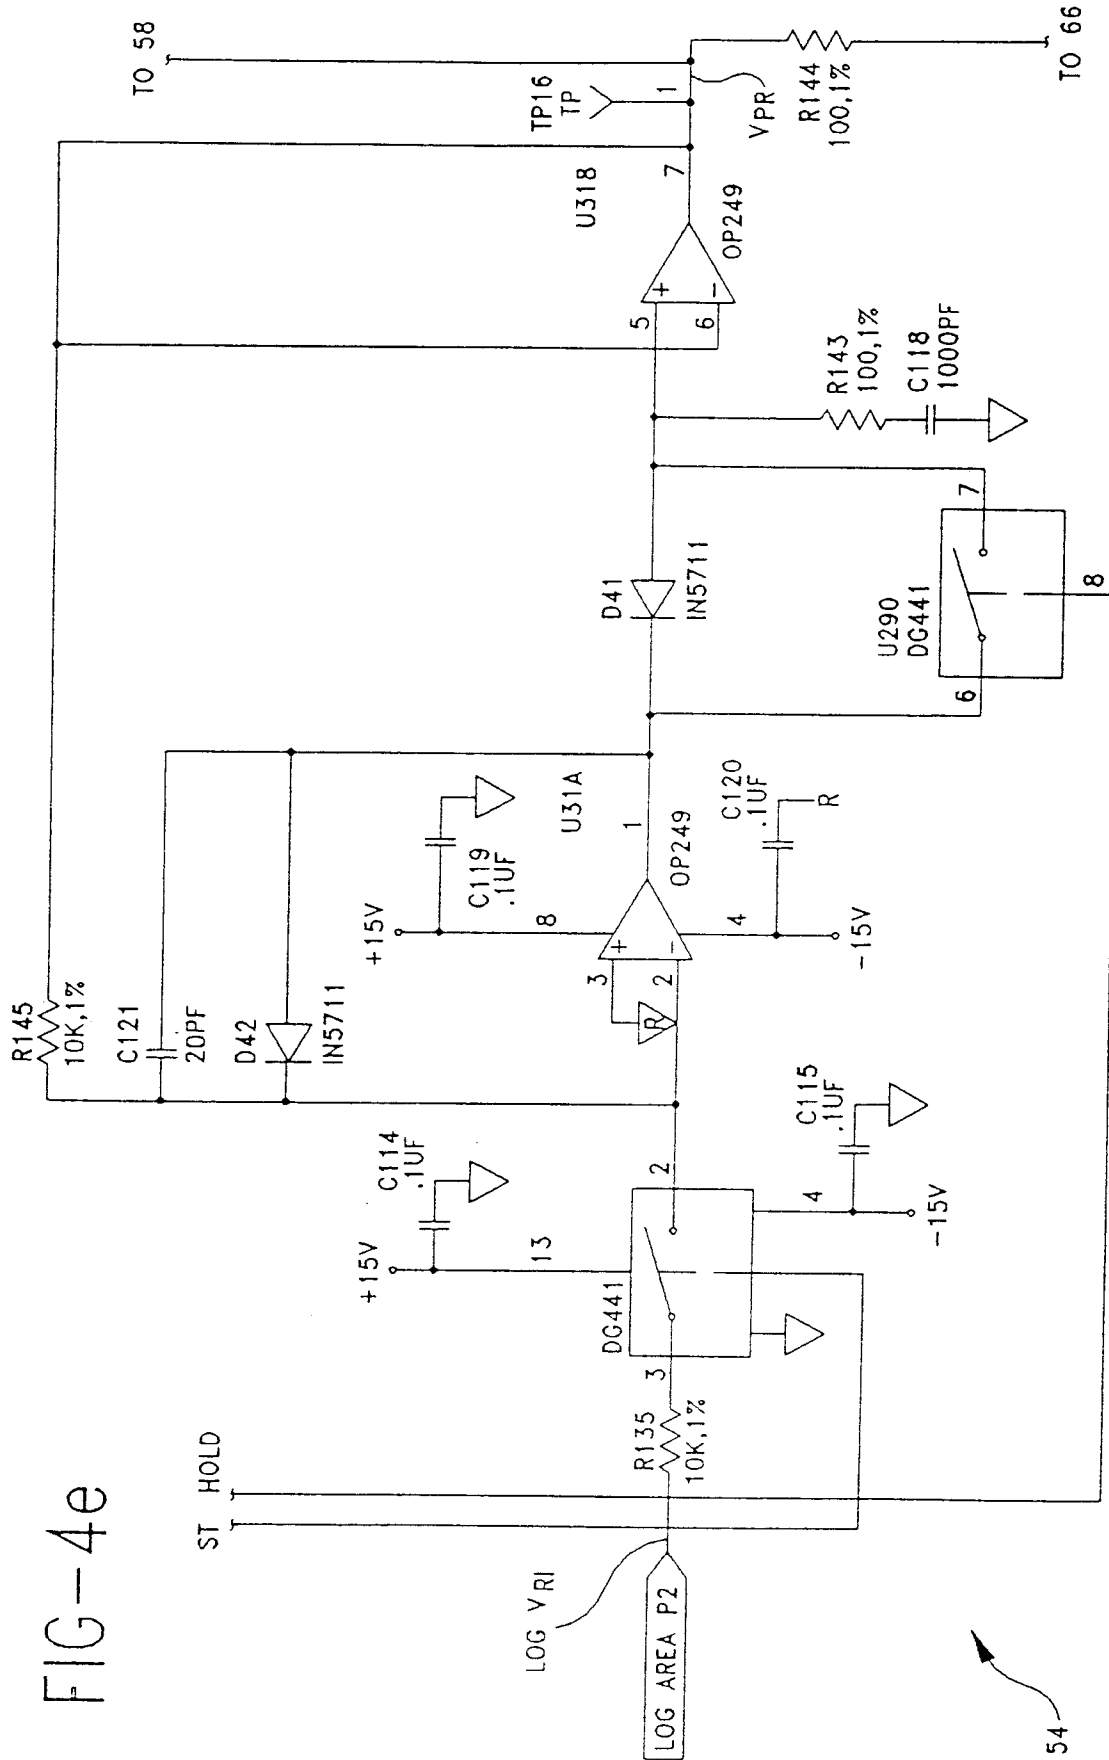 FIG-4e
ST
HOLD
LOG VRI
LOG AREA P2
54
R135
10K,1%
3
DG441
2
13
+15V
C114
.1UF
4
C115
.1UF
-15V
R145
10K,1%
C121
20PF
D42
IN5711
3
2
+
-
R
+15V
8
C119
.1UF
U31A
1
OP249
4
C120
.1UF
R
-15V
D41
IN5711
U290
DG441
6
7
8
R143
100,1%
C118
1000PF
5
6
+
-
U318
7
OP249
TP16
TP
1
VPR
R144
100,1%
TO 58
TO 66